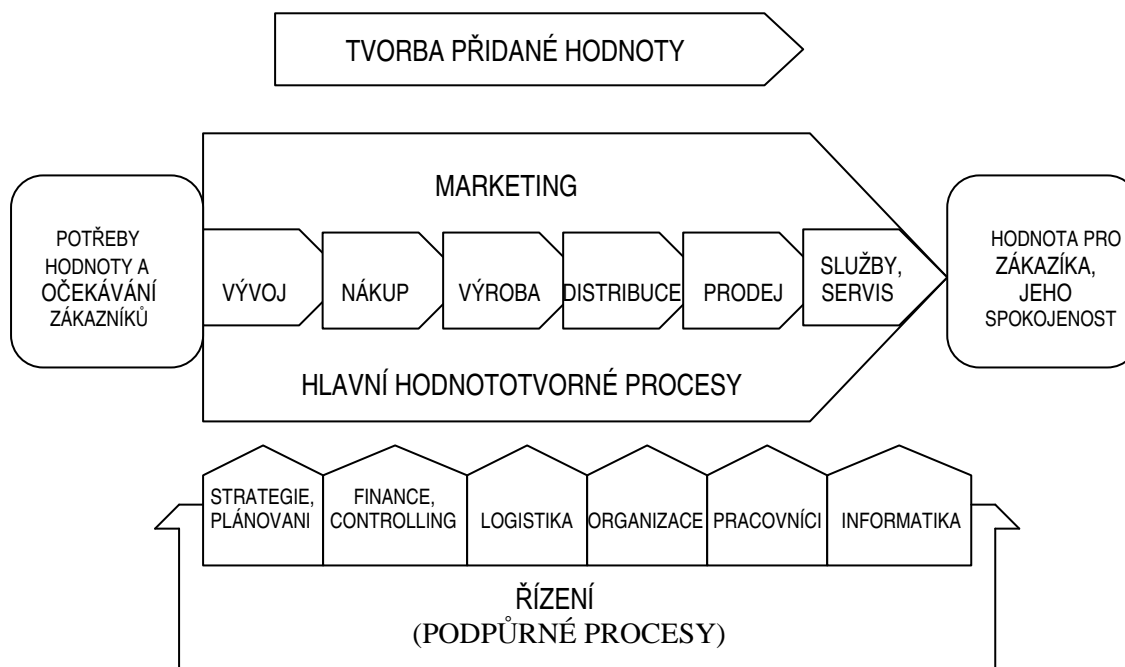 TVORBA PŘIDANÉ HODNOTY
MARKETING
POTŘEBY
HODNOTY A
OČEKÁVÁNÍ
ZÁKAZNÍKŮ
VÝVOJ
NÁKUP
VÝROBA
DISTRIBUCE
PRODEJ
SLUŽBY,
SERVIS
HODNOTA PRO
ZÁKAZÍKA,
JEHO
SPOKOJENOST
HLAVNÍ HODNOTOTVORNÉ PROCESY
STRATEGIE,
PLÁNOVANI
FINANCE,
CONTROLLING
LOGISTIKA
ORGANIZACE
PRACOVNÍCI
INFORMATIKA
ŘÍZENÍ
(PODPŮRNÉ PROCESY)